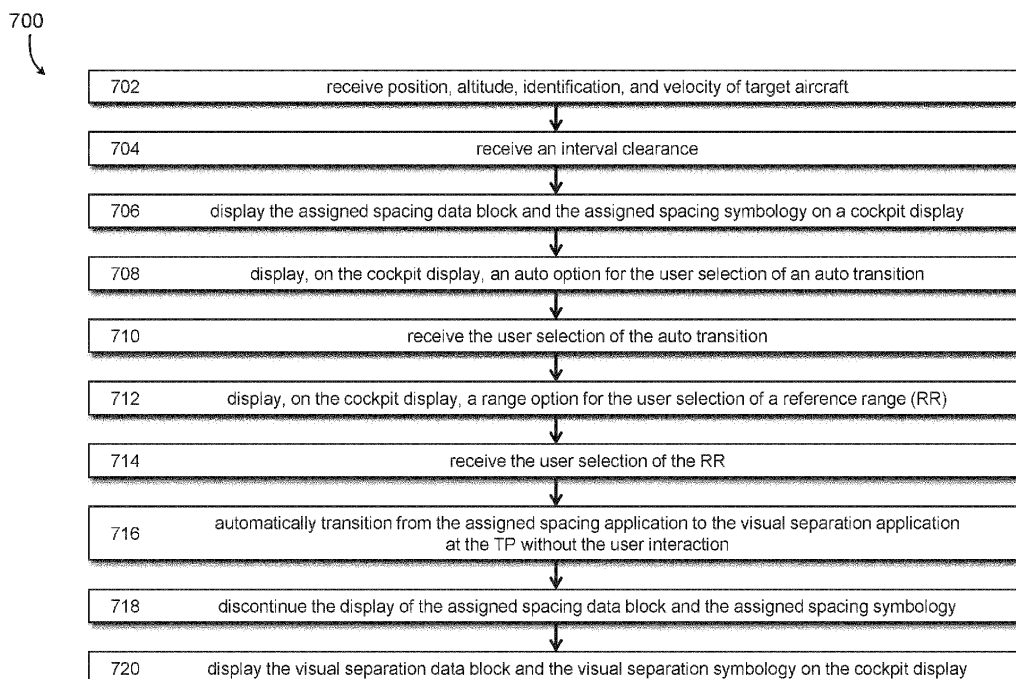 700
702 receive position, altitude, identification, and velocity of target aircraft
704 receive an interval clearance
706 display the assigned spacing data block and the assigned spacing symbology on a cockpit display
708 display, on the cockpit display, an auto option for the user selection of an auto transition
710 receive the user selection of the auto transition
712 display, on the cockpit display, a range option for the user selection of a reference range (RR)
714 receive the user selection of the RR
716 automatically transition from the assigned spacing application to the visual separation application
at the TP without the user interaction
718 discontinue the display of the assigned spacing data block and the assigned spacing symbology
720 display the visual separation data block and the visual separation symbology on the cockpit display